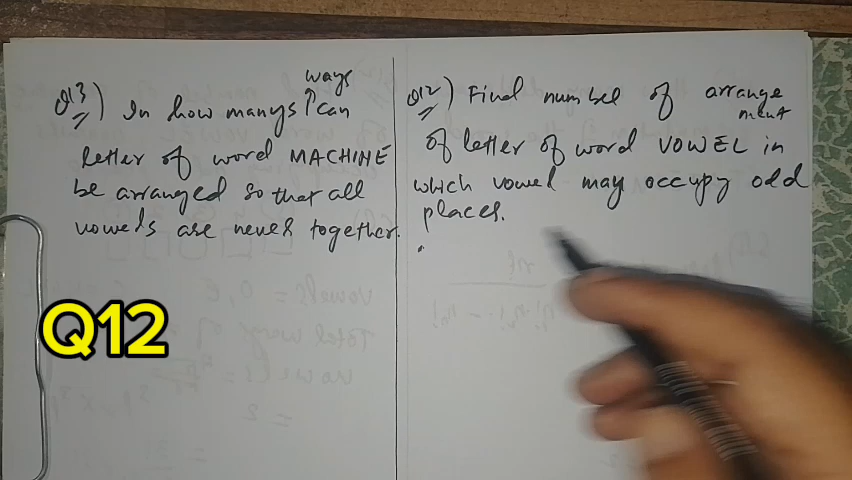 Q13) In how manys ways can
letter of word MACHINE
be arranged so that all
vowels are never together.
Q12
Q12) Find number of arrange
ment
of letter of word VOWEL in
which vowel may occupy odd
places.